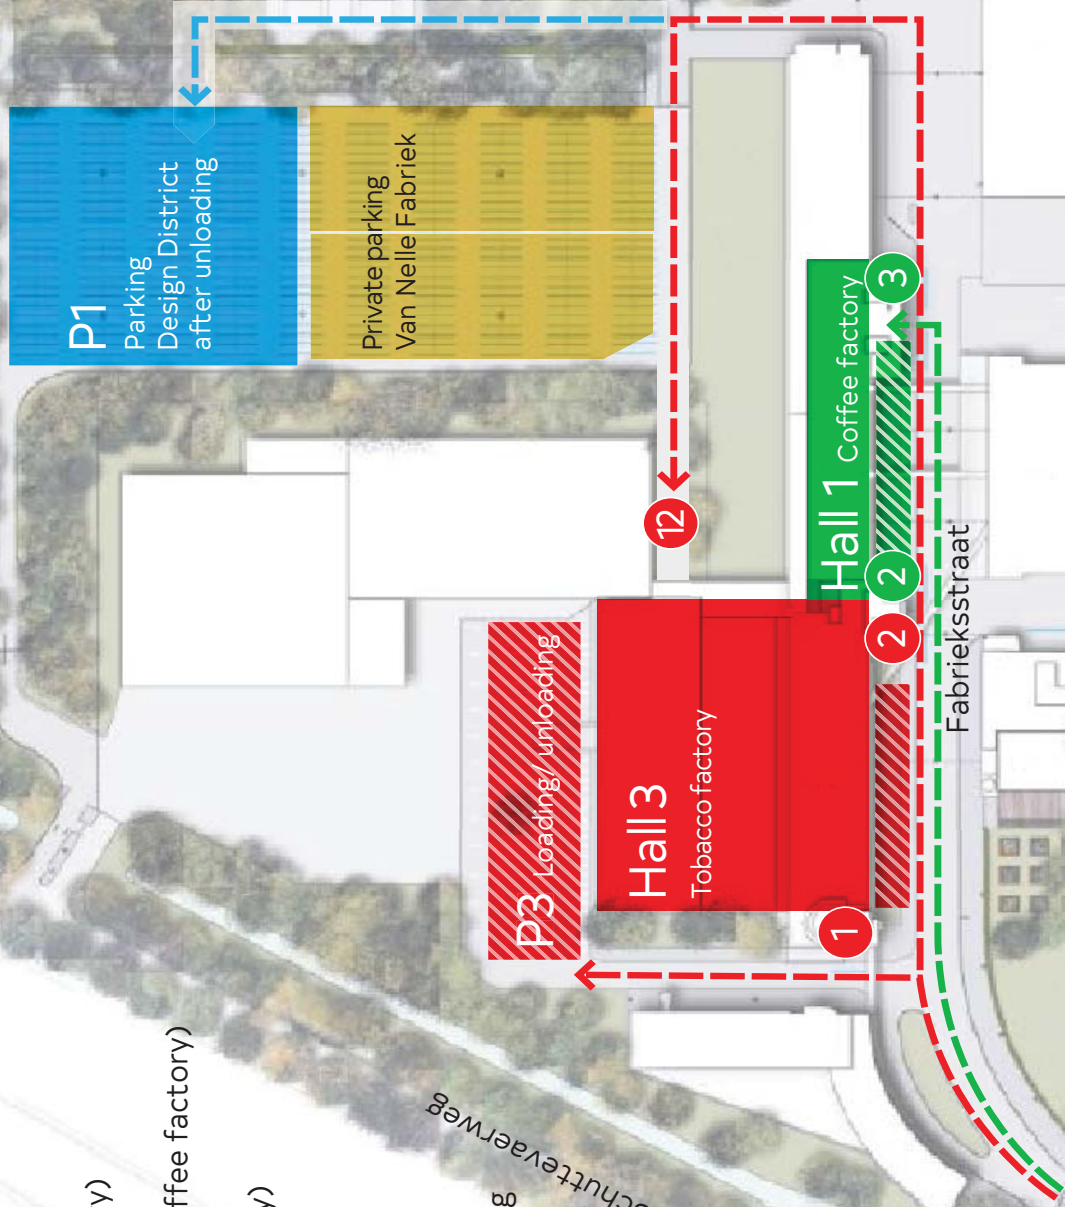 P1
Parking
Design District
after unloading
Private parking
Van Nelle Fabriek
12
Hall 1 Coffee factory
3
2
2
Fabrieksstraat
P3 Loading/ unloading
Hall 3
Tobacco factory
1
ffee factory)
y)
y)
chuttevaerweg
g